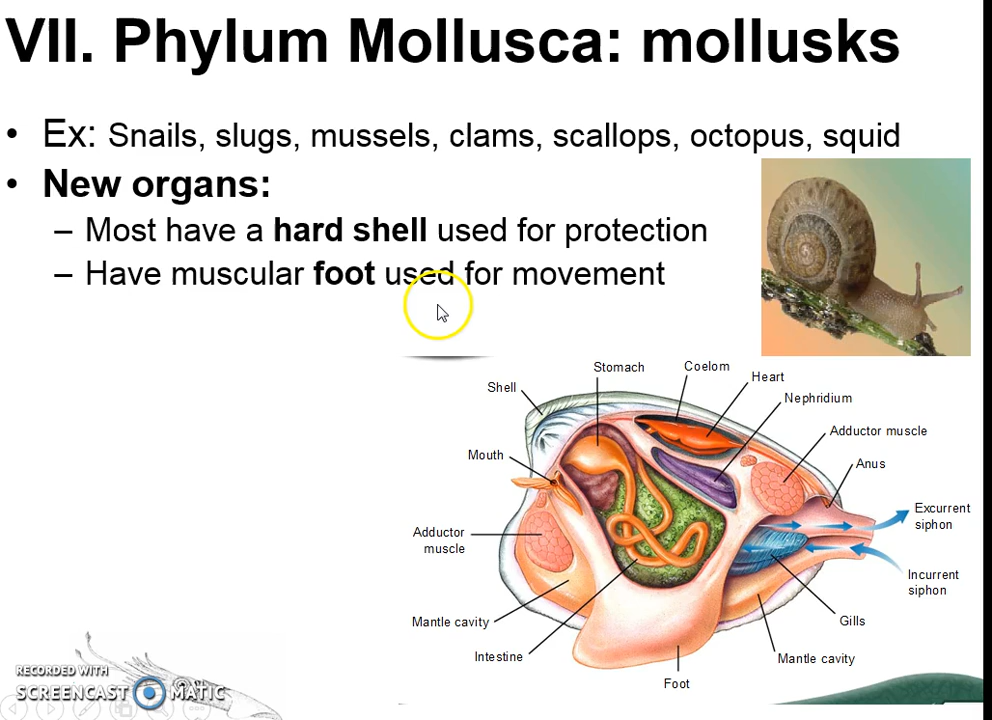 VII. Phylum Mollusca: mollusks
• Ex: Snails, slugs, mussels, clams, scallops, octopus, squid
• New organs:
– Most have a hard shell used for protection
– Have muscular foot used for movement
Stomach
Coelom
Heart
Shell
Nephridium
Adductor muscle
Mouth
Anus
Excurrent
siphon
Adductor
muscle
Incurrent
siphon
Mantle cavity
Gills
Intestine
Mantle cavity
Foot
RECORDED WITH
SCREENCAST MATIC